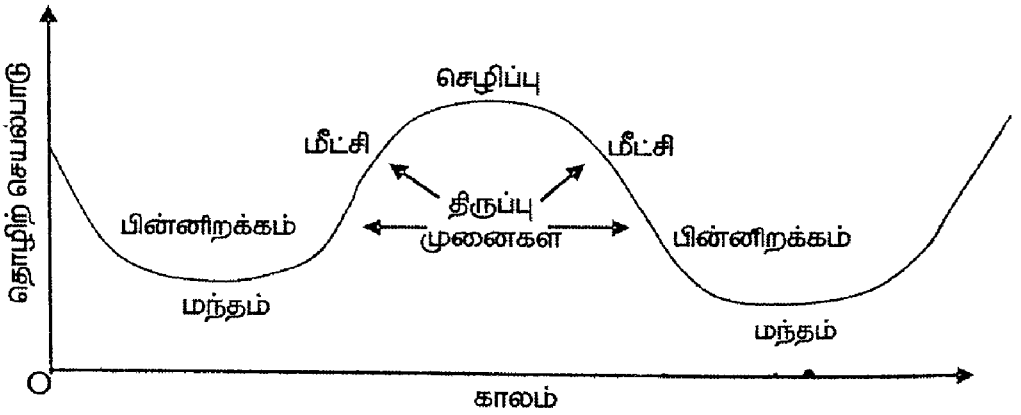 தொழிற் செயல்பாடு
செழிப்பு
மீட்சி
மீட்சி
திருப்பு
முனைகள்
பின்னிறக்கம்
பின்னிறக்கம்
மந்தம்
மந்தம்
O
காலம்